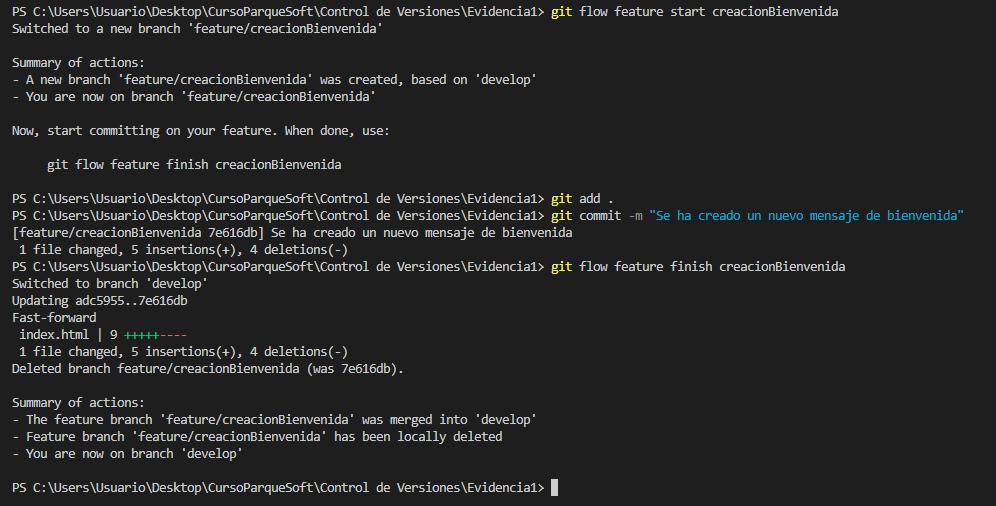 PS C:\Users\Usuario\Desktop\CursoParqueSoft\Control de Versiones\Evidencia1> git flow feature start creacionBienvenida
Switched to a new branch 'feature/creacionBienvenida'
Summary of actions:
- A new branch 'feature/creacionBienvenida' was created, based on 'develop'
- You are now on branch 'feature/creacionBienvenida'
Now, start committing on your feature. When done, use:
git flow feature finish creacionBienvenida
PS C:\Users\Usuario\Desktop\CursoParqueSoft\Control de Versiones\Evidencia1> git add .
PS C:\Users\Usuario\Desktop\CursoParqueSoft\Control de Versiones\Evidencia1> git commit -m "Se ha creado un nuevo mensaje de bienvenida"
[feature/creacionBienvenida 7e616db] Se ha creado un nuevo mensaje de bienvenida
1 file changed, 5 insertions(+), 4 deletions(-)
PS C:\Users\Usuario\Desktop\CursoParqueSoft\Control de Versiones\Evidencia1> git flow feature finish creacionBienvenida
Switched to branch 'develop'
Updating adc5955..7e616db
Fast-forward
index.html | 9 +++++----
1 file changed, 5 insertions(+), 4 deletions(-)
Deleted branch feature/creacionBienvenida (was 7e616db).
Summary of actions:
- The feature branch 'feature/creacionBienvenida' was merged into 'develop'
- Feature branch 'feature/creacionBienvenida' has been locally deleted
- You are now on branch 'develop'
PS C:\Users\Usuario\Desktop\CursoParqueSoft\Control de Versiones\Evidencia1>